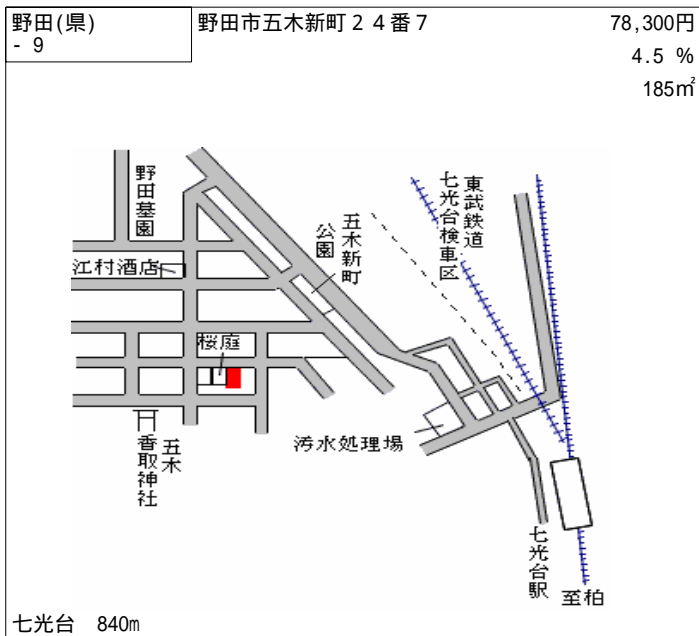 野田(県)
- 9
野田市五木新町２４番7
78,300円
4.5 %
185㎡
野田墓園
江村酒店
五木新町
公園
東武鉄道
七光台検車区
桜庭
五木
香取神社
汚水処理場
七光台駅
至柏
七光台 840m